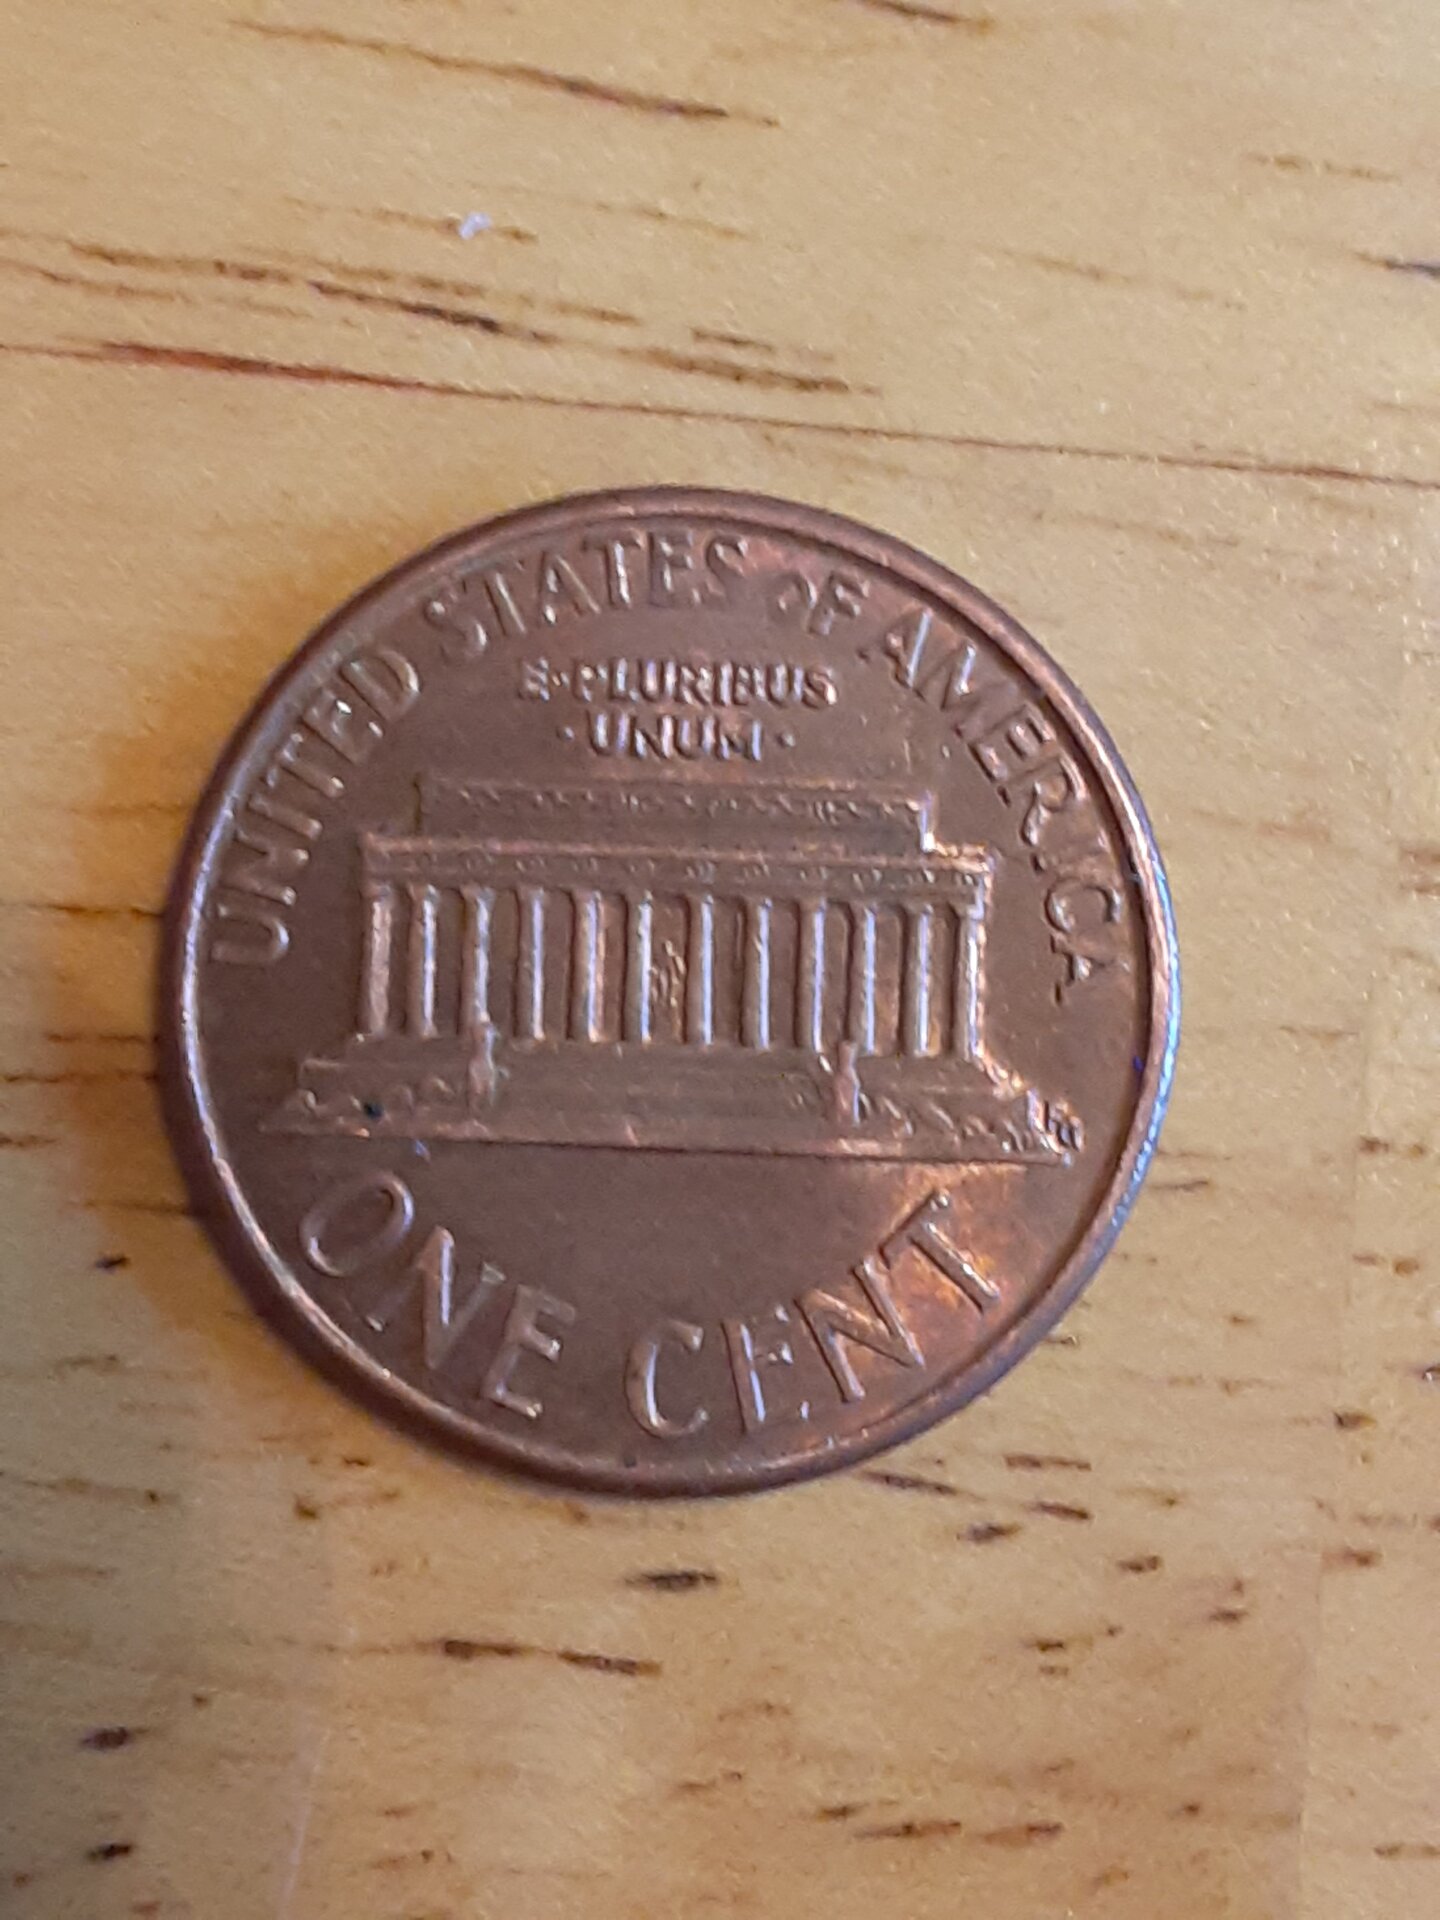 UNITED STATES OF AMERICA
E·PLURIBUS
·UNUM·
ONE CENT